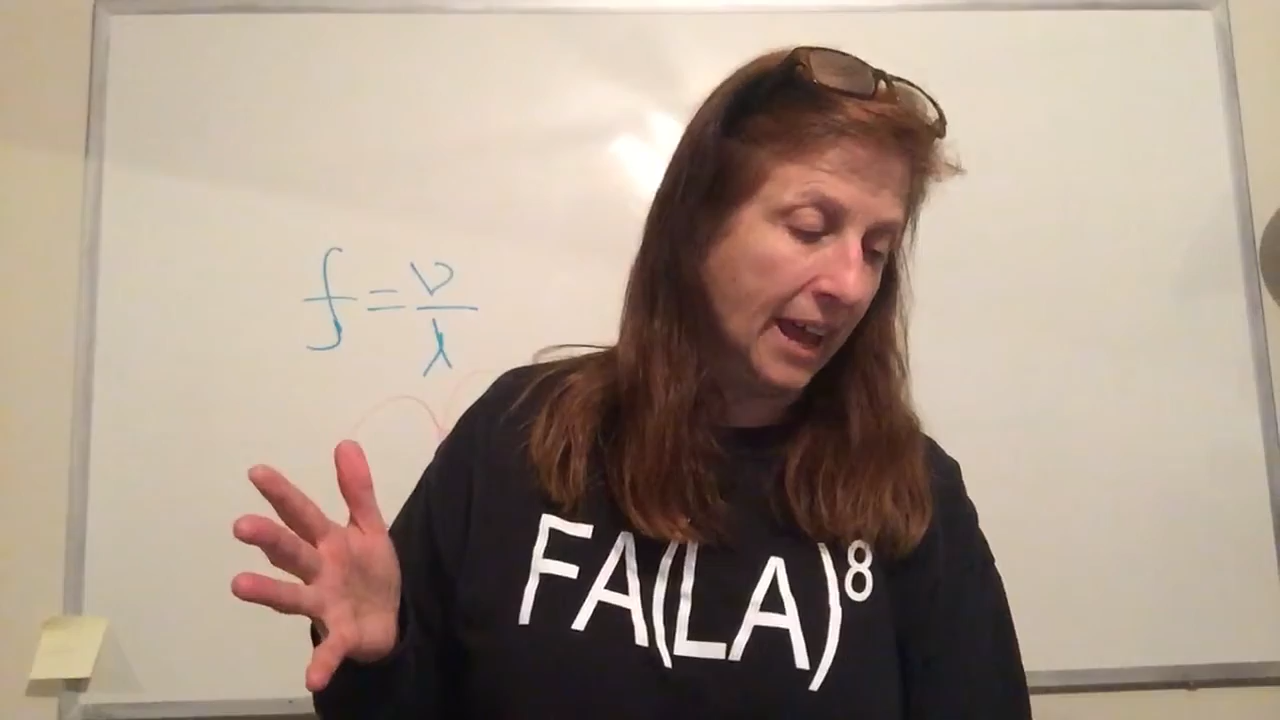 f = v/λ
FA(LA)⁸